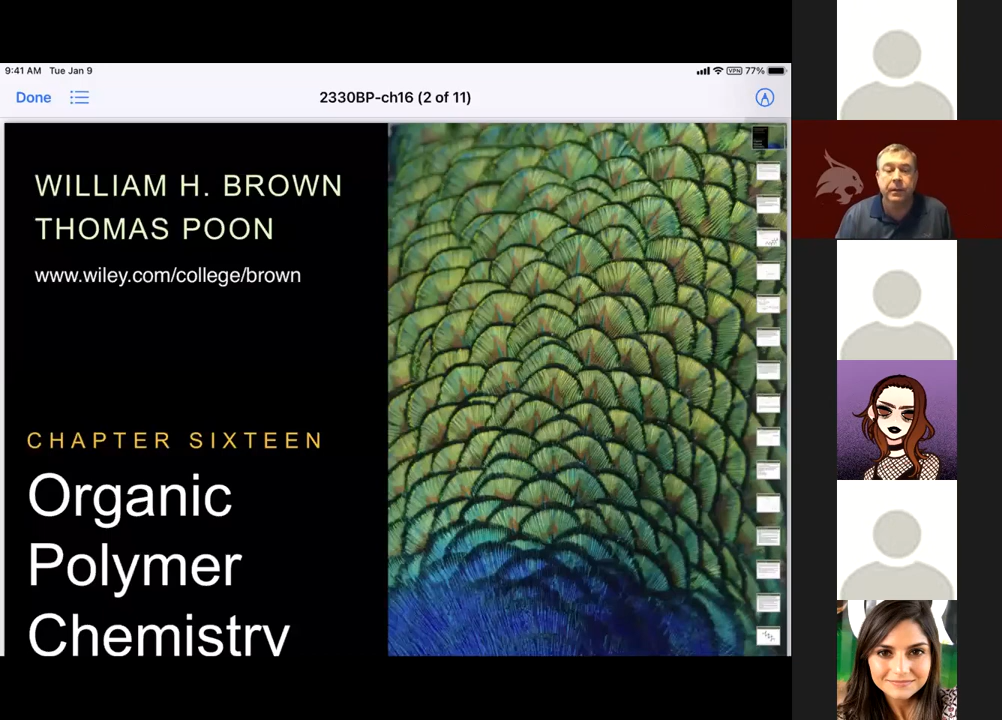 9:41 AM Tue Jan 9
VPN 77%
Done
2330BP-ch16 (2 of 11)
WILLIAM H. BROWN
THOMAS POON
www.wiley.com/college/brown
CHAPTER SIXTEEN
Organic
Polymer
Chemistry